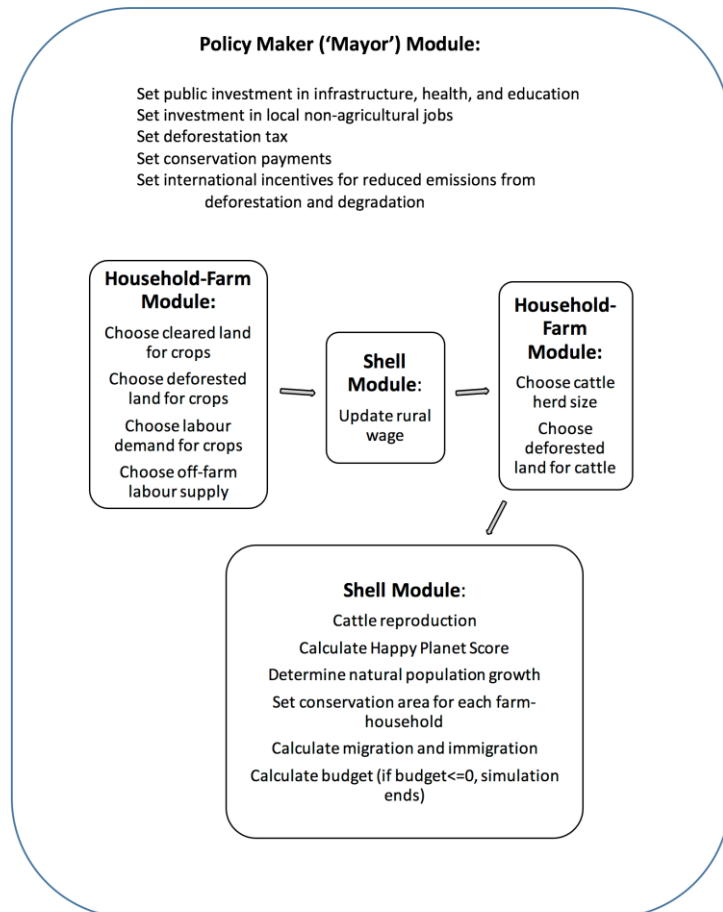 Policy Maker (‘Mayor’) Module:
Set public investment in infrastructure, health, and education
Set investment in local non-agricultural jobs
Set deforestation tax
Set conservation payments
Set international incentives for reduced emissions from
deforestation and degradation
Household-Farm
Module:
Choose cleared land
for crops
Choose deforested
land for crops
Choose labour
demand for crops
Choose off-farm
labour supply
Shell
Module:
Update rural
wage
Household-
Farm
Module:
Choose cattle
herd size
Choose
deforested
land for cattle
Shell Module:
Cattle reproduction
Calculate Happy Planet Score
Determine natural population growth
Set conservation area for each farm-
household
Calculate migration and immigration
Calculate budget (if budget<=0, simulation
ends)